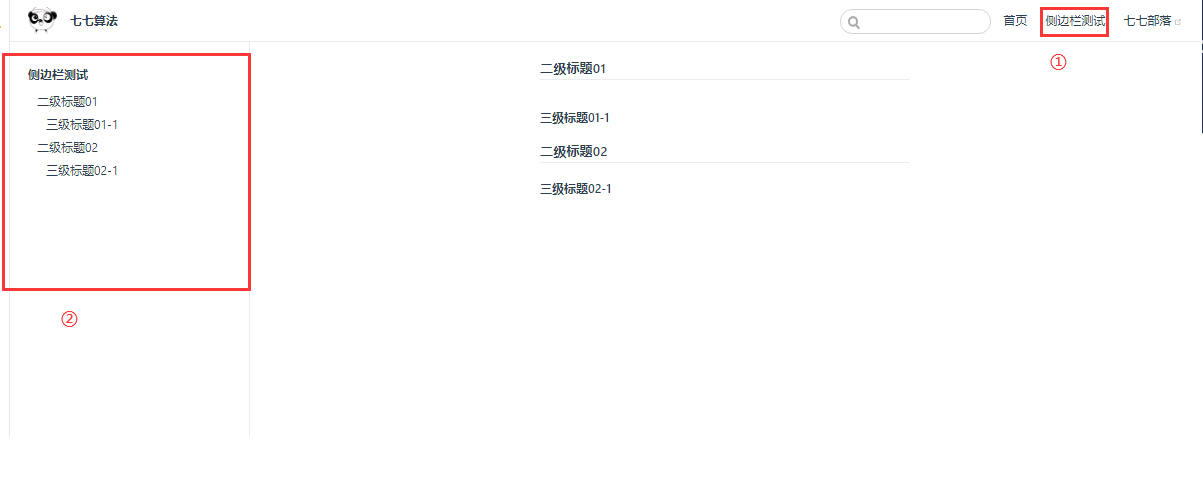 七七算法
首页 侧边栏测试 七七部落
①
侧边栏测试
二级标题01
三级标题01-1
二级标题02
三级标题02-1
②
二级标题01
三级标题01-1
二级标题02
三级标题02-1